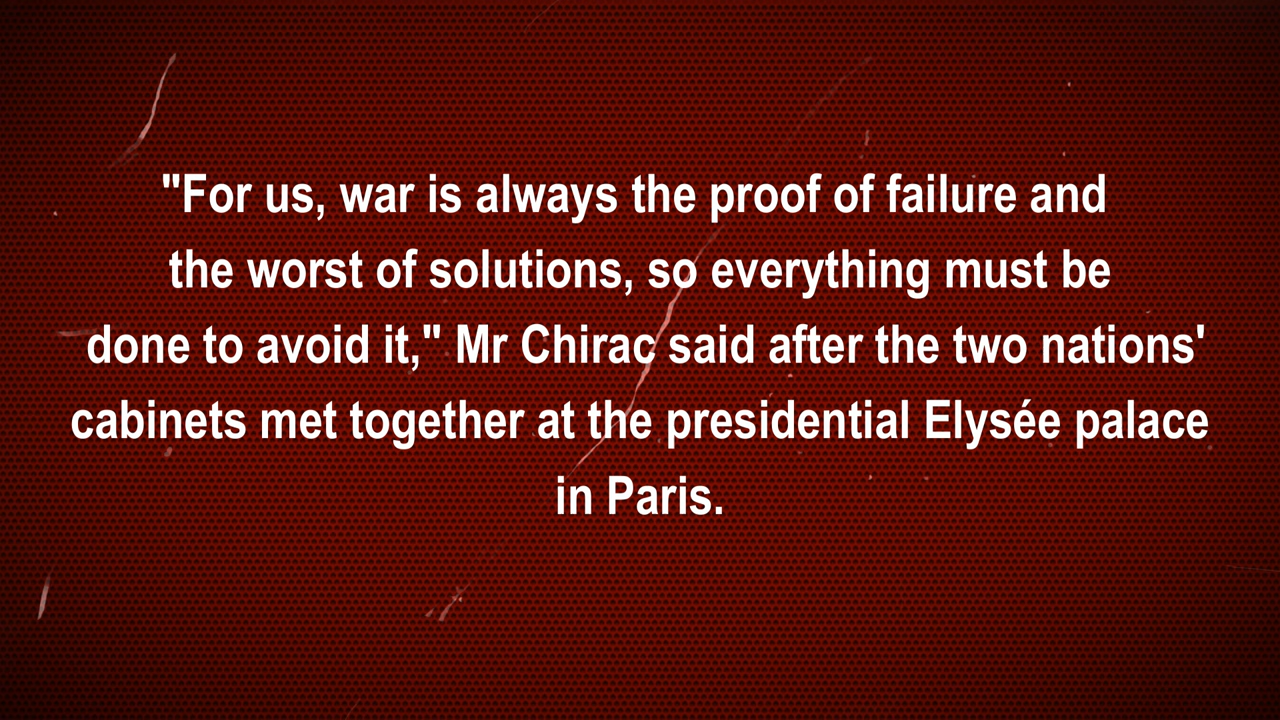 "For us, war is always the proof of failure and
the worst of solutions, so everything must be
done to avoid it," Mr Chirac said after the two nations'
cabinets met together at the presidential Elysée palace
in Paris.